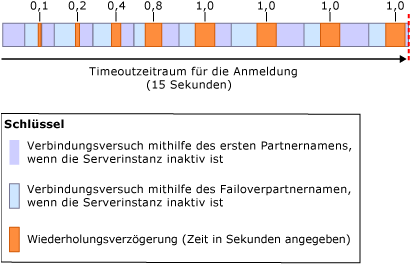 0,1 0,2 0,4 0,8 1,0 1,0 1,0 1,0
Timeoutzeitraum für die Anmeldung
(15 Sekunden)
Schlüssel
Verbindungsversuch mithilfe des ersten Partnernamens,
wenn die Serverinstanz inaktiv ist
Verbindungsversuch mithilfe des Failoverpartnernamen,
wenn die Serverinstanz inaktiv ist
Wiederholungsverzögerung (Zeit in Sekunden angegeben)